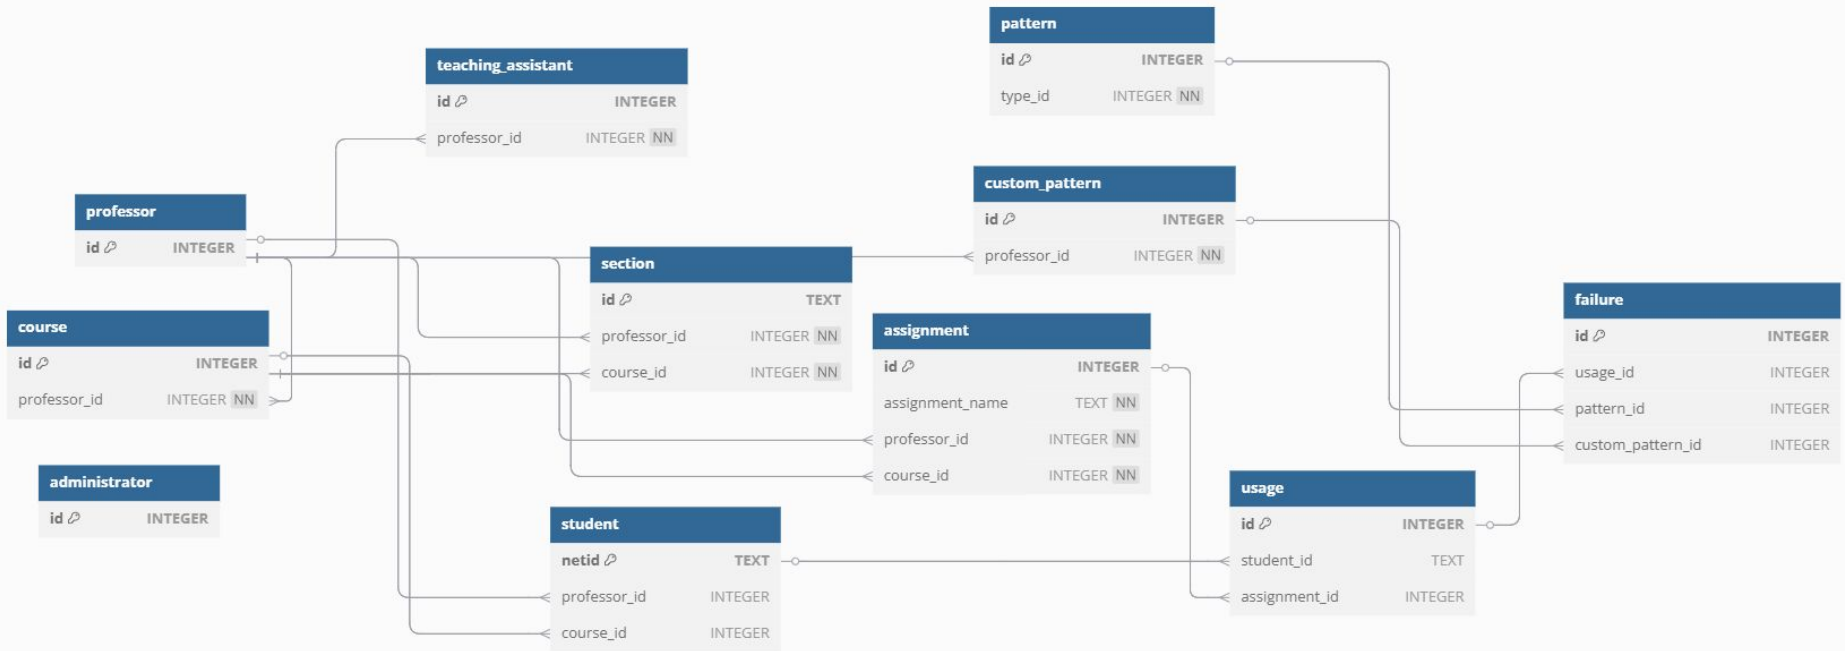 pattern
id INTEGER
type_id INTEGER NN
teaching_assistant
id INTEGER
professor_id INTEGER NN
custom_pattern
id INTEGER
professor_id INTEGER NN
professor
id INTEGER
section
id TEXT
professor_id INTEGER NN
course_id INTEGER NN
failure
id INTEGER
usage_id INTEGER
pattern_id INTEGER
custom_pattern_id INTEGER
course
id INTEGER
professor_id INTEGER NN
assignment
id INTEGER
assignment_name TEXT NN
professor_id INTEGER NN
course_id INTEGER NN
administrator
id INTEGER
usage
id INTEGER
student_id TEXT
assignment_id INTEGER
student
netid TEXT
professor_id INTEGER
course_id INTEGER